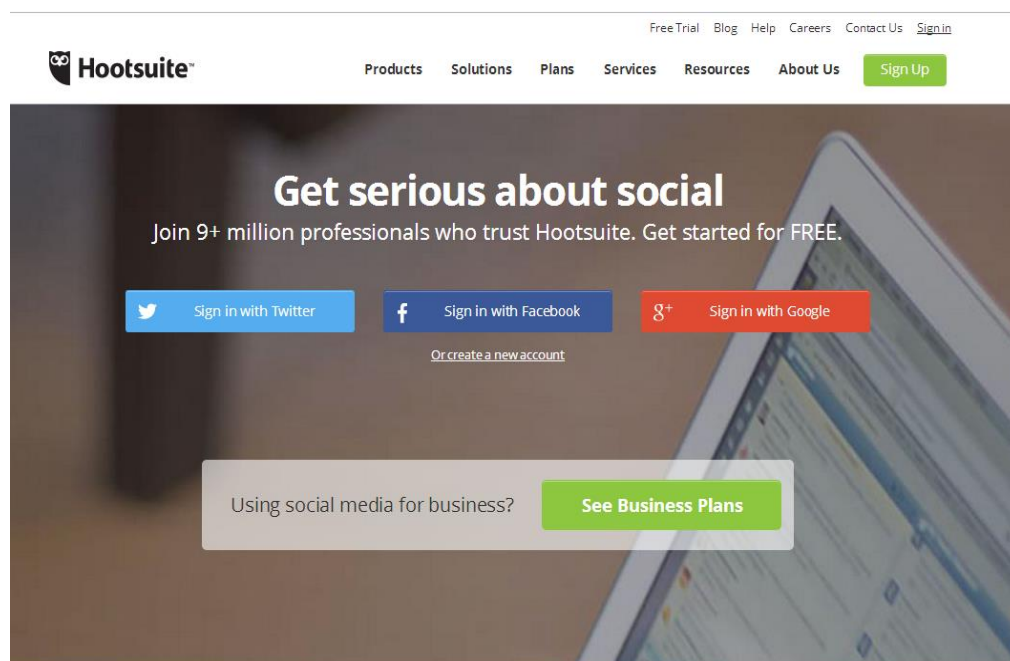 Free Trial Blog Help Careers Contact Us Sign in
Hootsuite™ Products Solutions Plans Services Resources About Us Sign Up
Get serious about social
Join 9+ million professionals who trust Hootsuite. Get started for FREE.
Sign in with Twitter f Sign in with Facebook g+ Sign in with Google
Or create a new account
Using social media for business? See Business Plans